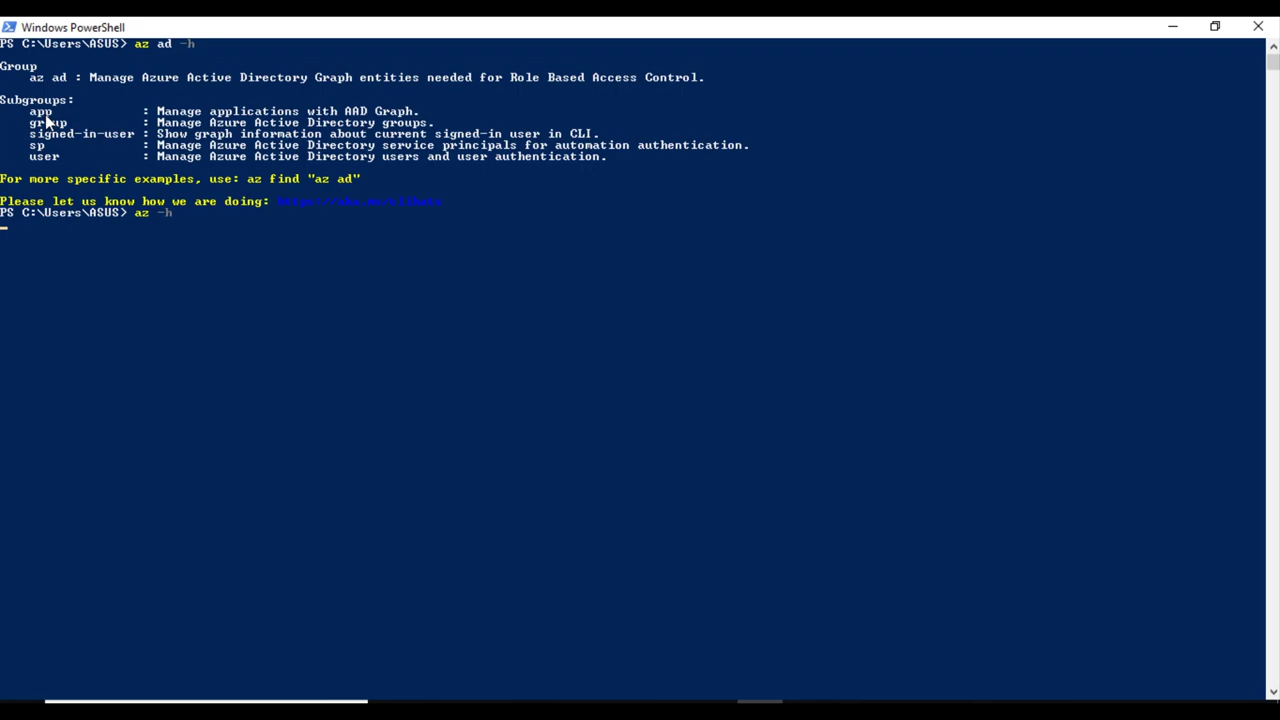 Windows PowerShell
PS C:\Users\ASUS> az ad -h
Group
az ad : Manage Azure Active Directory Graph entities needed for Role Based Access Control.
Subgroups:
app : Manage applications with AAD Graph.
group : Manage Azure Active Directory groups.
signed-in-user : Show graph information about current signed-in user in CLI.
sp : Manage Azure Active Directory service principals for automation authentication.
user : Manage Azure Active Directory users and user authentication.
For more specific examples, use: az find "az ad"
Please let us know how we are doing:
PS C:\Users\ASUS> az -h